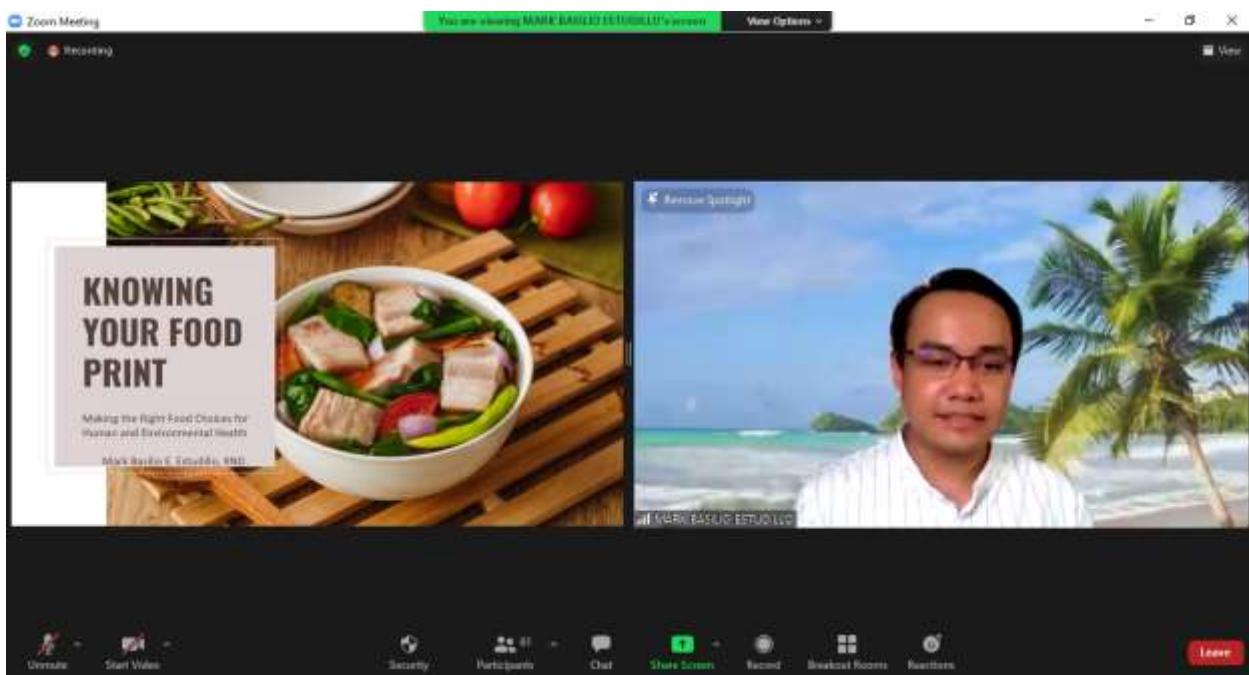 Zoom Meeting
You are viewing MARK BASILIO ESTUDILLO's screen
View Options
Recording
View
Remove Spotlight
KNOWING
YOUR FOOD
PRINT
Making the Right Food Choices for
Human and Environmental Health
Mark Basilio E. Estudillo, RND
MARK BASILIO ESTUDILLO
Unmute
Start Video
Security
Participants
Chat
Share Screen
Record
Breakout Rooms
Reactions
Leave